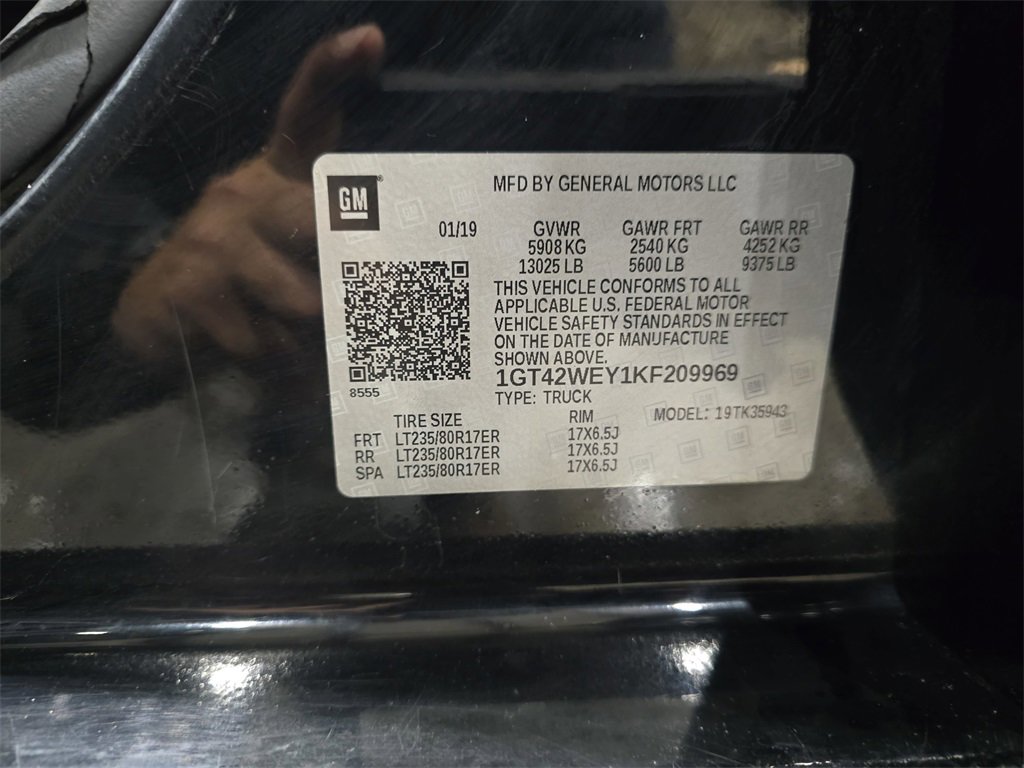 GM®
MFD BY GENERAL MOTORS LLC
01/19 GVWR GAWR FRT GAWR RR
5908 KG 2540 KG 4252 KG
13025 LB 5600 LB 9375 LB
THIS VEHICLE CONFORMS TO ALL
APPLICABLE U.S. FEDERAL MOTOR
VEHICLE SAFETY STANDARDS IN EFFECT
ON THE DATE OF MANUFACTURE
SHOWN ABOVE.
8555
1GT42WEY1KF209969
TYPE: TRUCK
TIRE SIZE RIM MODEL: 19TK35943
FRT LT235/80R17ER 17X6.5J
RR LT235/80R17ER 17X6.5J
SPA LT235/80R17ER 17X6.5J